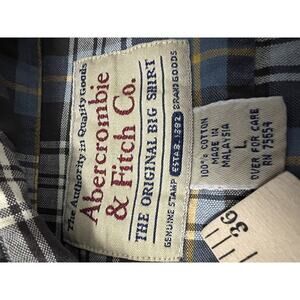 The Authority in Quality Goods
Abercrombie
& Fitch Co.
THE ORIGINAL BIG SHIRT
GENUINE STAMP ESTAB. 1892 BRAND GOODS
100% COTTON
MADE IN
MALAYSIA
L
OVER FOR CARE
RN 75654
36